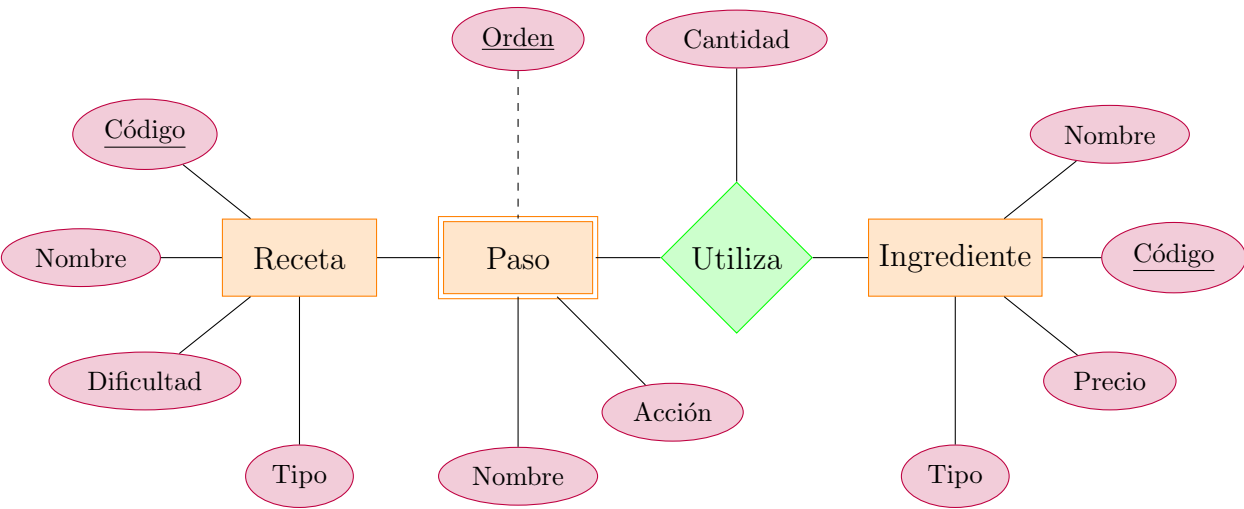 Orden
Cantidad
Código
Nombre
Nombre
Receta
Paso
Utiliza
Ingrediente
Código
Dificultad
Precio
Acción
Tipo
Nombre
Tipo